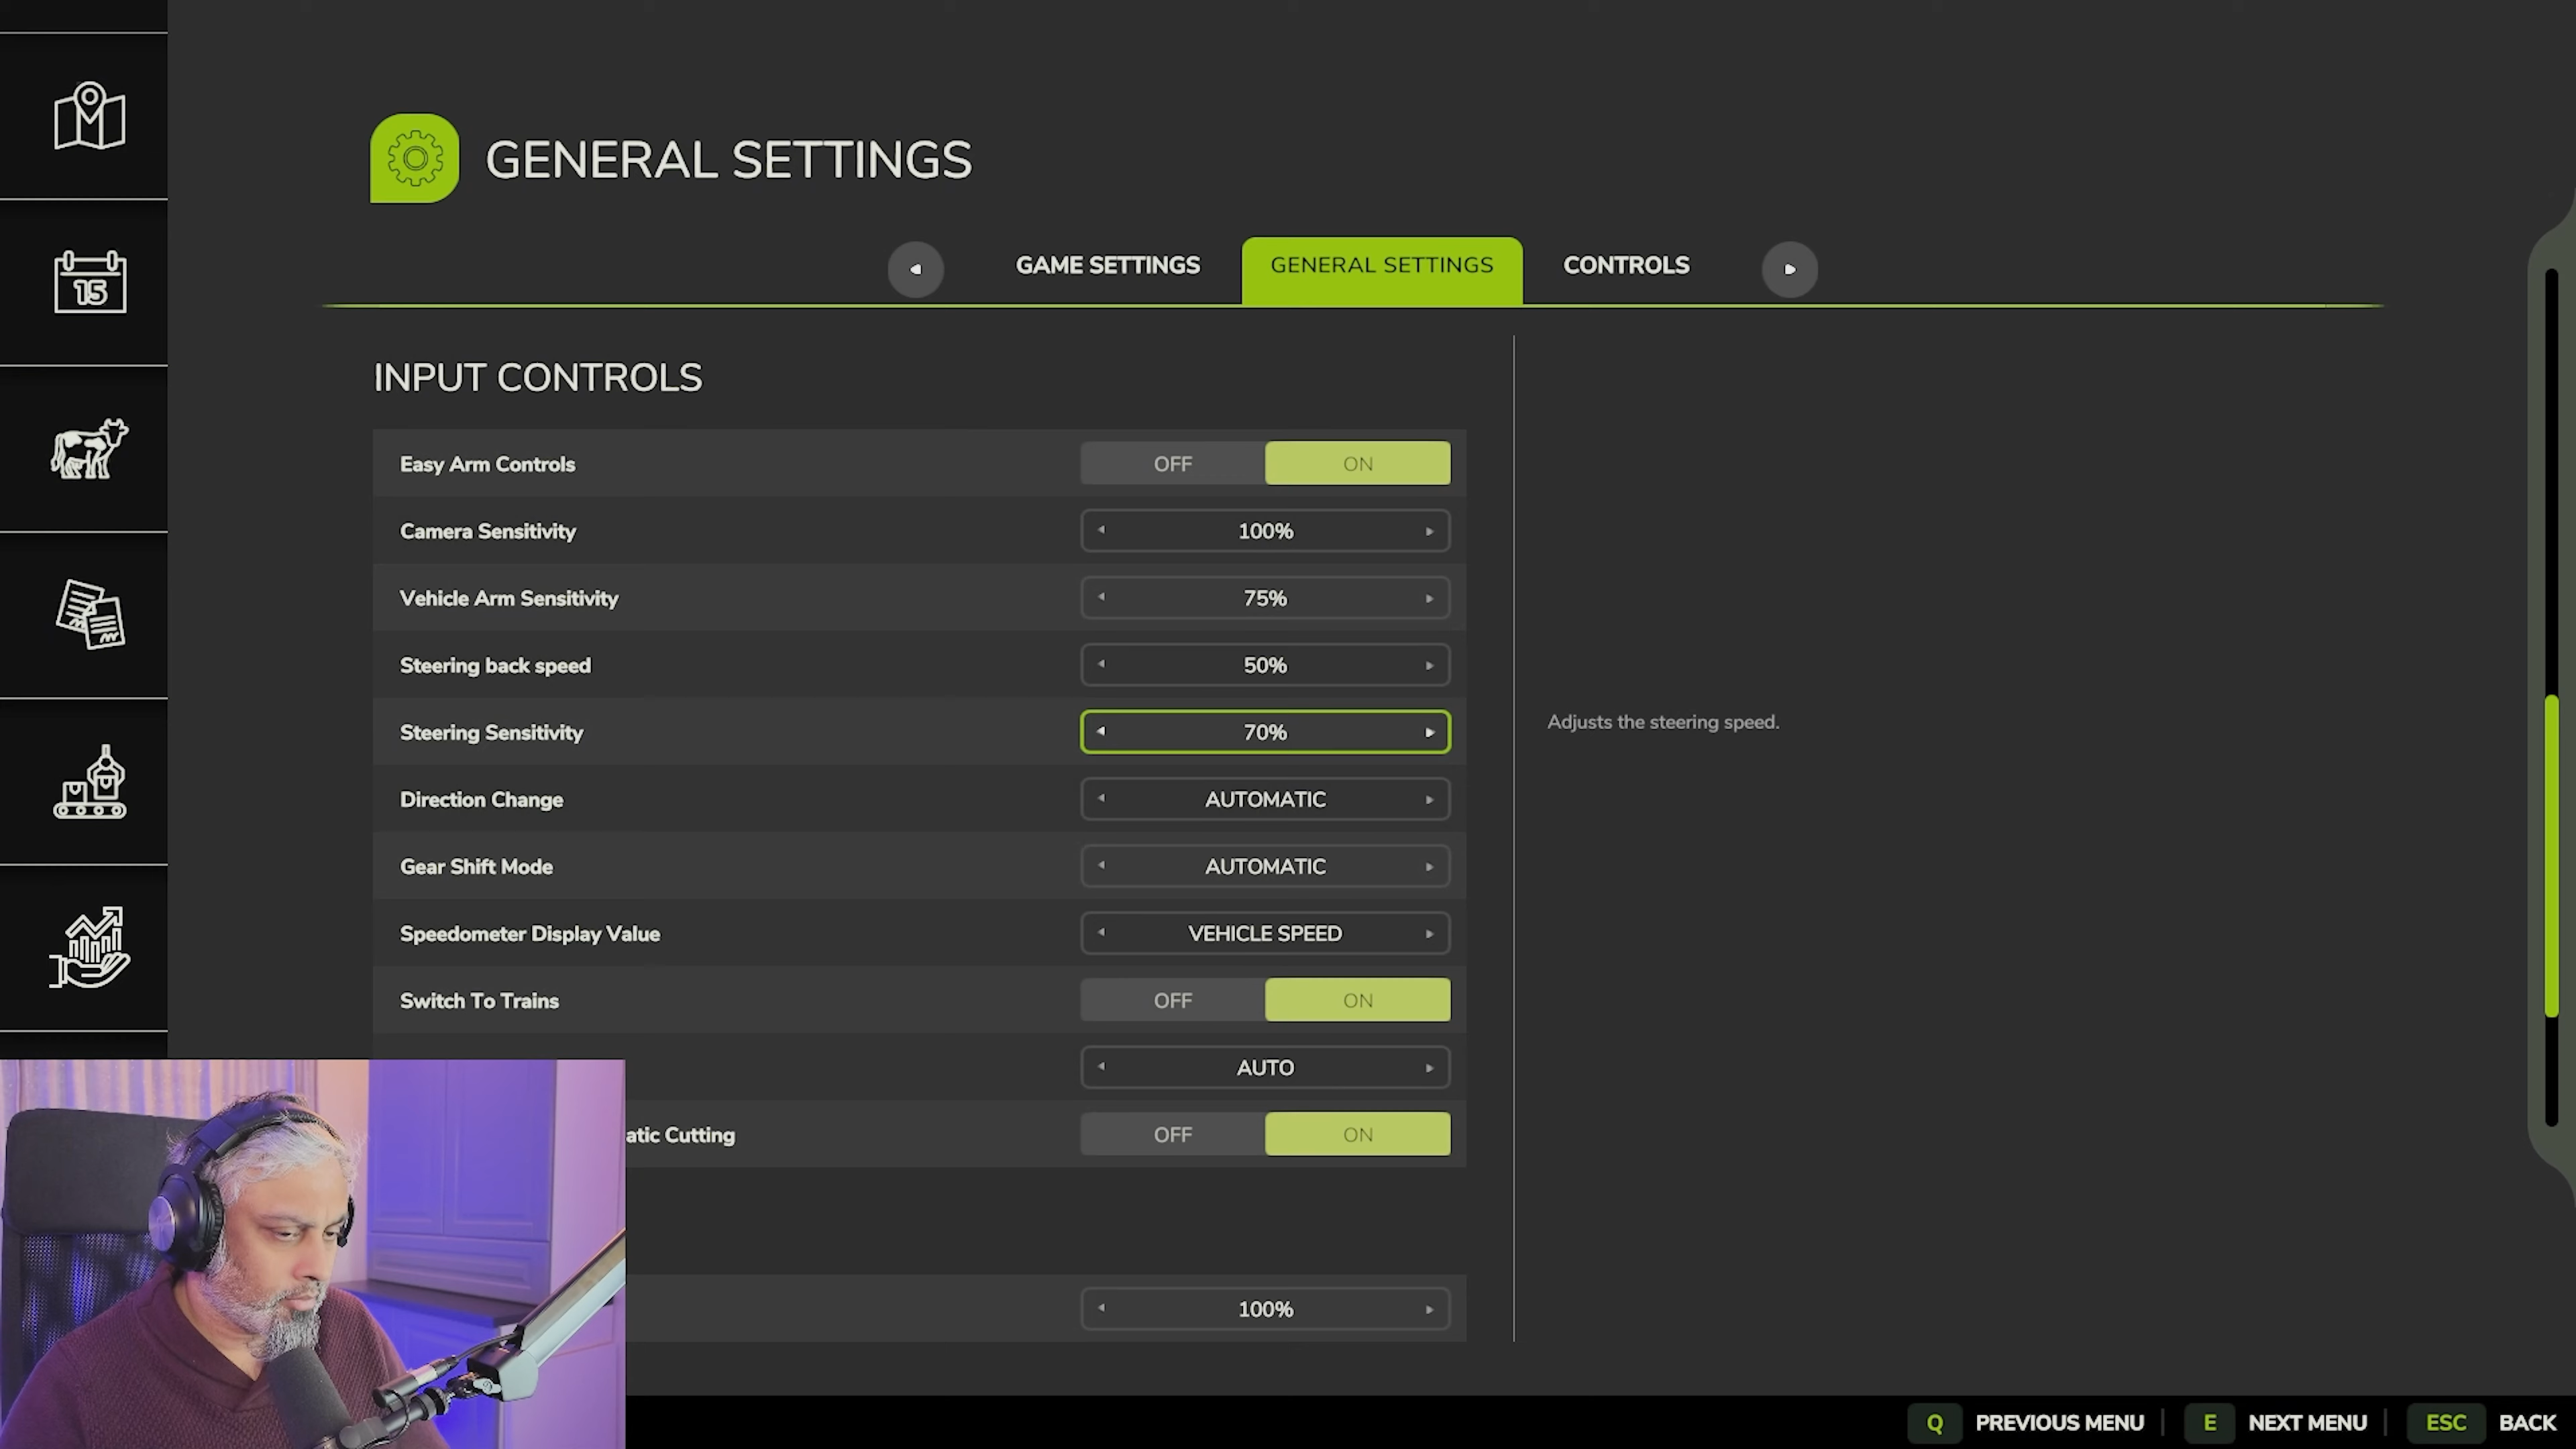 15
GENERAL SETTINGS
GAME SETTINGS
GENERAL SETTINGS
CONTROLS
INPUT CONTROLS
Easy Arm Controls OFF ON
Camera Sensitivity 100%
Vehicle Arm Sensitivity 75%
Steering back speed 50%
Steering Sensitivity 70%
Adjusts the steering speed.
Direction Change AUTOMATIC
Gear Shift Mode AUTOMATIC
Speedometer Display Value VEHICLE SPEED
Switch To Trains OFF ON
AUTO
atic Cutting OFF ON
100%
Q PREVIOUS MENU
E NEXT MENU
ESC BACK